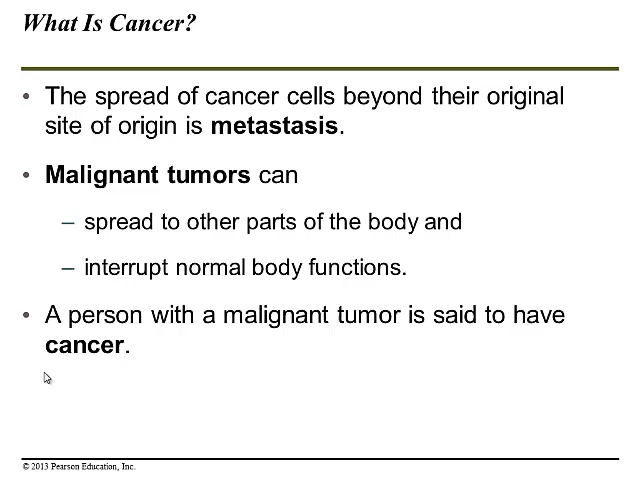 What Is Cancer?
• The spread of cancer cells beyond their original
site of origin is metastasis.
• Malignant tumors can
– spread to other parts of the body and
– interrupt normal body functions.
• A person with a malignant tumor is said to have
cancer.
© 2013 Pearson Education, Inc.